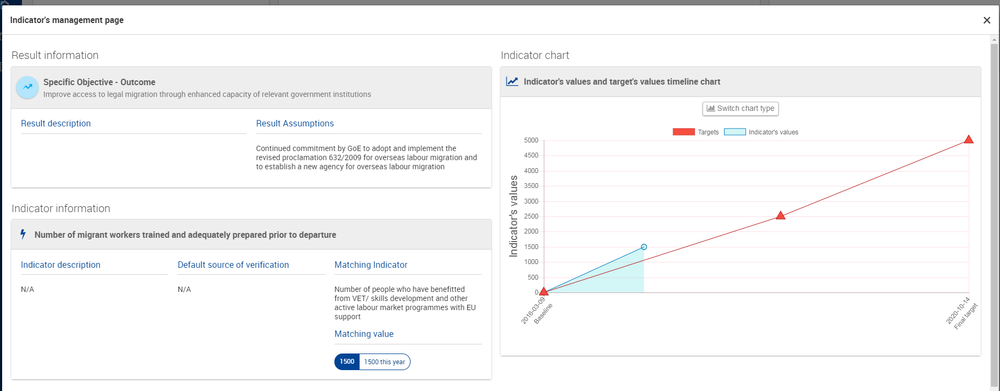 Indicator's management page
Result information
Specific Objective - Outcome
Improve access to legal migration through enhanced capacity of relevant government institutions
Result description
Result Assumptions
Continued commitment by GoE to adopt and implement the
revised proclamation 632/2009 for overseas labour migration and
to establish a new agency for overseas labour migration
Indicator information
Number of migrant workers trained and adequately prepared prior to departure
Indicator description
N/A
Default source of verification
N/A
Matching Indicator
Number of people who have benefitted
from VET/ skills development and other
active labour market programmes with EU
support
Matching value
1500 1500 this year
Indicator chart
Indicator's values and target's values timeline chart
Switch chart type
Targets Indicator's values
Indicator's values
5000
4500
4000
3500
3000
2500
2000
1500
1000
500
0
2016-03-09
Baseline
2020-10-14
Final target